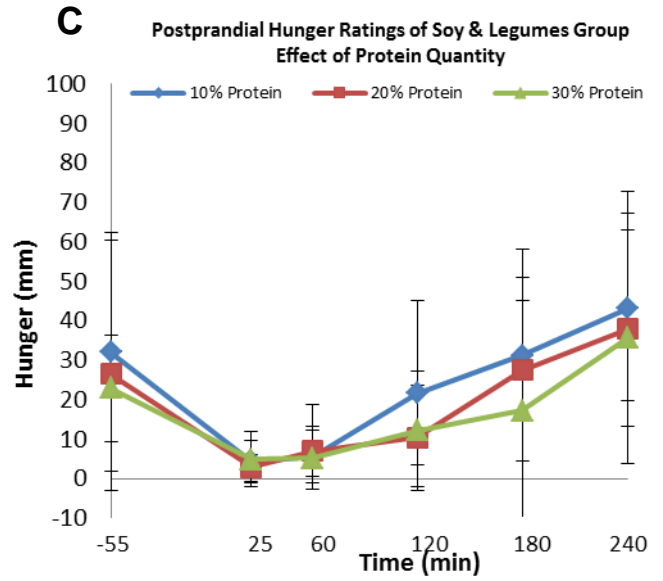 C
Postprandial Hunger Ratings of Soy & Legumes Group
Effect of Protein Quantity
10% Protein 20% Protein 30% Protein
100
90
80
70
60
50
40
30
20
10
0
-10
Hunger (mm)
-55 25 60 120 180 240
Time (min)